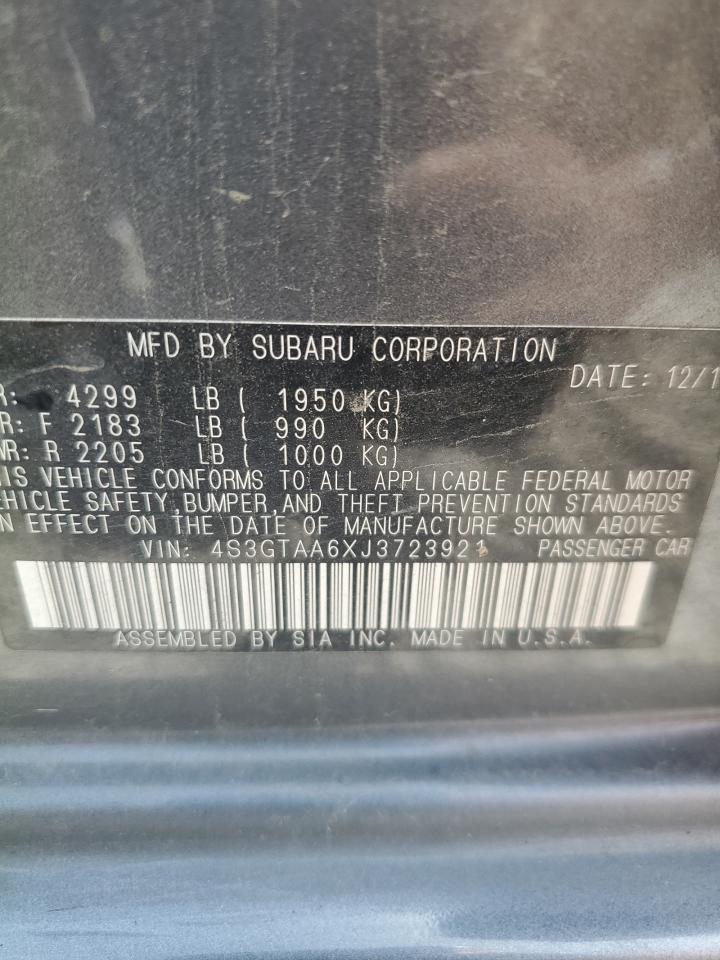 MFD BY SUBARU CORPORATION
DATE: 12/1
R: 4299 LB ( 1950 KG)
R: F 2183 LB ( 990 KG)
WR: R 2205 LB ( 1000 KG)
IS VEHICLE CONFORMS TO ALL APPLICABLE FEDERAL MOTOR
EHICLE SAFETY,BUMPER,AND THEFT PREVENTION STANDARDS
N EFFECT ON THE DATE OF MANUFACTURE SHOWN ABOVE.
VIN: 4S3GTAA6XJ3723921 PASSENGER CAR
ASSEMBLED BY SIA INC. MADE IN U.S.A.